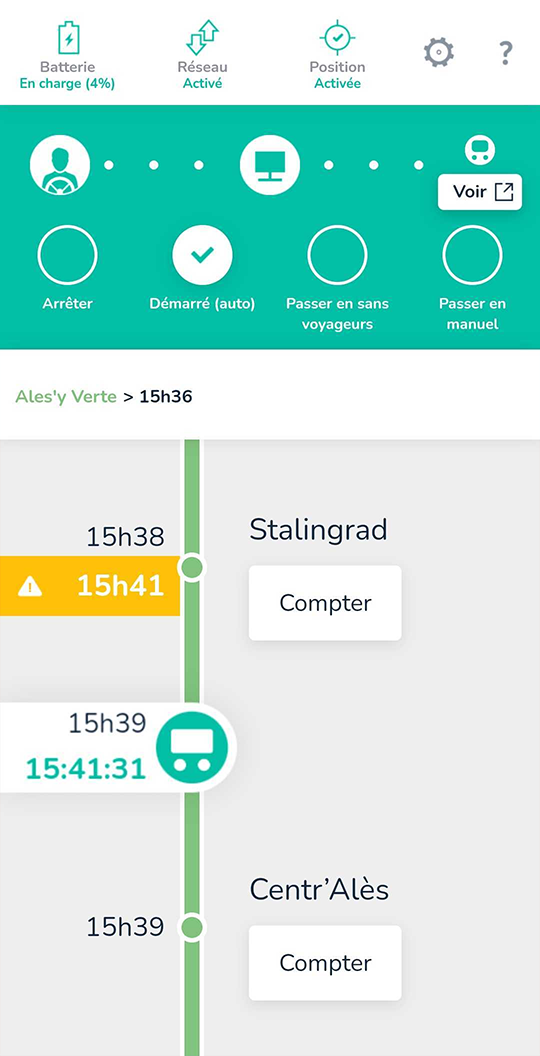 Batterie
En charge (4%)
Réseau
Activé
Position
Activée
?
Voir
Arrêter
Démarré (auto)
Passer en sans
voyageurs
Passer en
manuel
Ales'y Verte > 15h36
15h38
Stalingrad
15h41
Compter
15h39
15:41:31
Centr'Alès
15h39
Compter